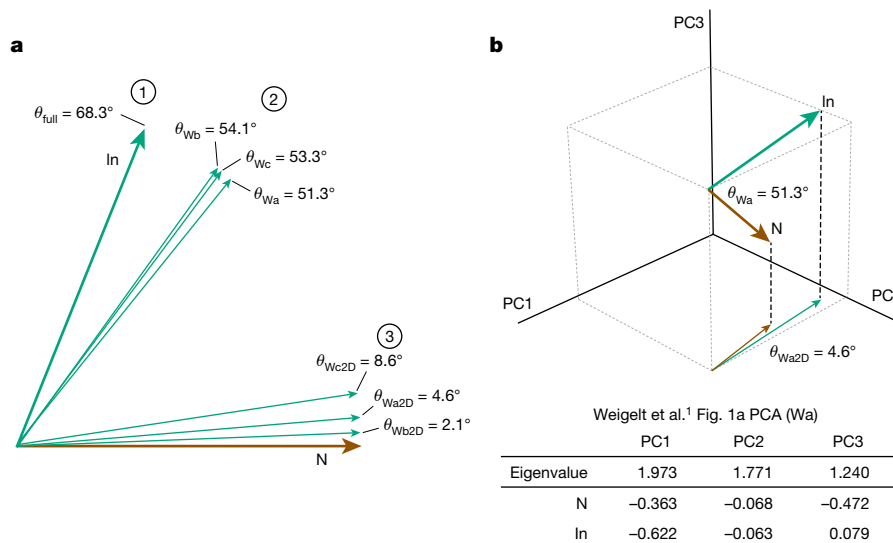 a
1
θfull = 68.3°
ln
2
θWb = 54.1°
θWc = 53.3°
θWa = 51.3°
3
θWc2D = 8.6°
θWa2D = 4.6°
θWb2D = 2.1°
N
b
PC3
ln
θWa = 51.3°
N
PC1
PC
θWa2D = 4.6°
Weigelt et al.1 Fig. 1a PCA (Wa)
PC1 PC2 PC3
Eigenvalue 1.973 1.771 1.240
N –0.363 –0.068 –0.472
ln –0.622 –0.063 0.079